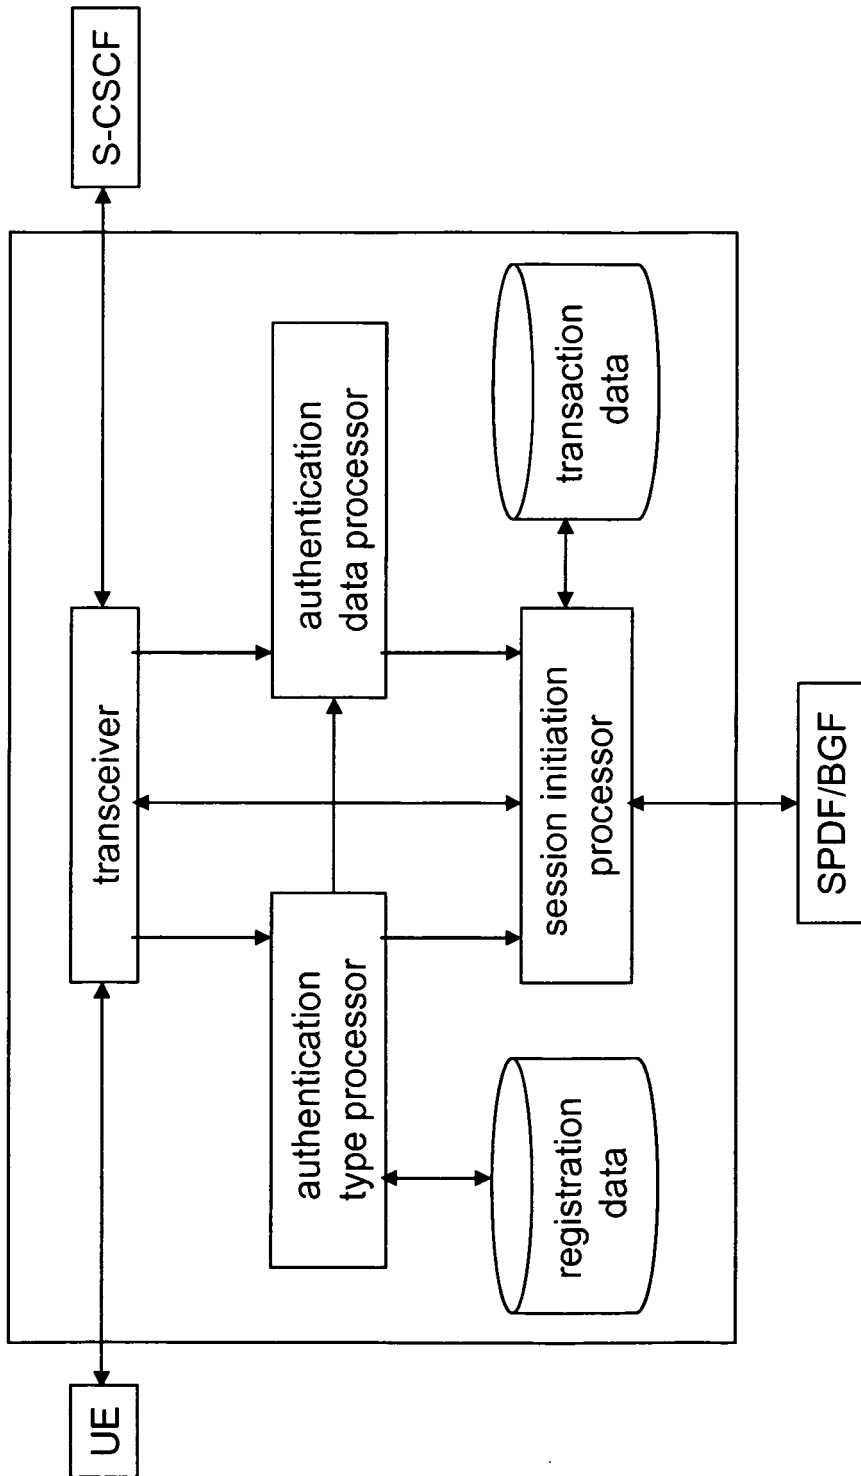 UE
transceiver
S-CSCF
authentication
type processor
authentication
data processor
registration
data
session initiation
processor
transaction
data
SPDF/BGF